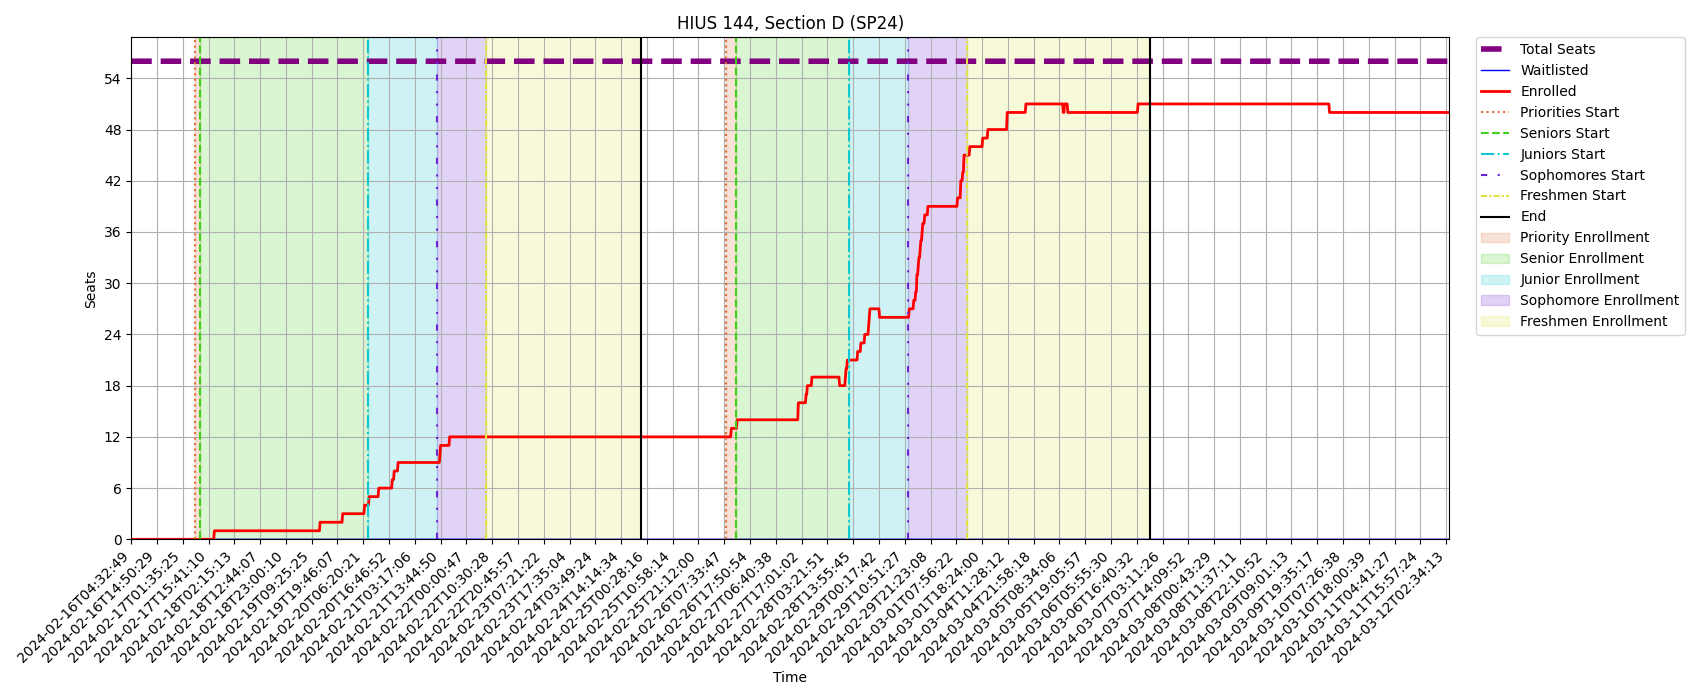 HIUS 144, Section D (SP24)
Seats
54
48
42
36
30
24
18
12
6
0
2024-02-16T04:32:49
2024-02-16T14:50:29
2024-02-17T01:35:25
2024-02-17T15:41:10
2024-02-18T02:15:13
2024-02-18T12:44:07
2024-02-18T23:00:10
2024-02-19T09:25:25
2024-02-19T19:46:07
2024-02-20T06:20:21
2024-02-20T16:46:52
2024-02-21T03:17:06
2024-02-21T13:44:50
2024-02-22T00:00:47
2024-02-22T10:30:28
2024-02-22T20:45:57
2024-02-23T07:21:22
2024-02-23T17:35:04
2024-02-24T03:49:24
2024-02-24T14:14:34
2024-02-25T00:28:16
2024-02-25T10:58:14
2024-02-25T21:12:00
2024-02-26T07:33:47
2024-02-26T17:50:54
2024-02-27T06:40:38
2024-02-27T17:01:02
2024-02-28T03:21:51
2024-02-28T13:55:45
2024-02-29T00:17:42
2024-02-29T10:51:27
2024-02-29T21:23:08
2024-03-01T07:56:22
2024-03-01T18:24:00
2024-03-04T11:28:12
2024-03-04T21:58:18
2024-03-05T08:34:06
2024-03-05T19:05:57
2024-03-06T05:55:30
2024-03-06T16:40:32
2024-03-07T03:11:26
2024-03-07T14:09:52
2024-03-08T00:43:29
2024-03-08T11:37:11
2024-03-08T22:10:52
2024-03-09T09:01:13
2024-03-09T19:35:17
2024-03-10T07:26:38
2024-03-10T18:00:39
2024-03-11T04:41:27
2024-03-11T15:57:24
2024-03-12T02:34:13
Time
Total Seats
Waitlisted
Enrolled
Priorities Start
Seniors Start
Juniors Start
Sophomores Start
Freshmen Start
End
Priority Enrollment
Senior Enrollment
Junior Enrollment
Sophomore Enrollment
Freshmen Enrollment